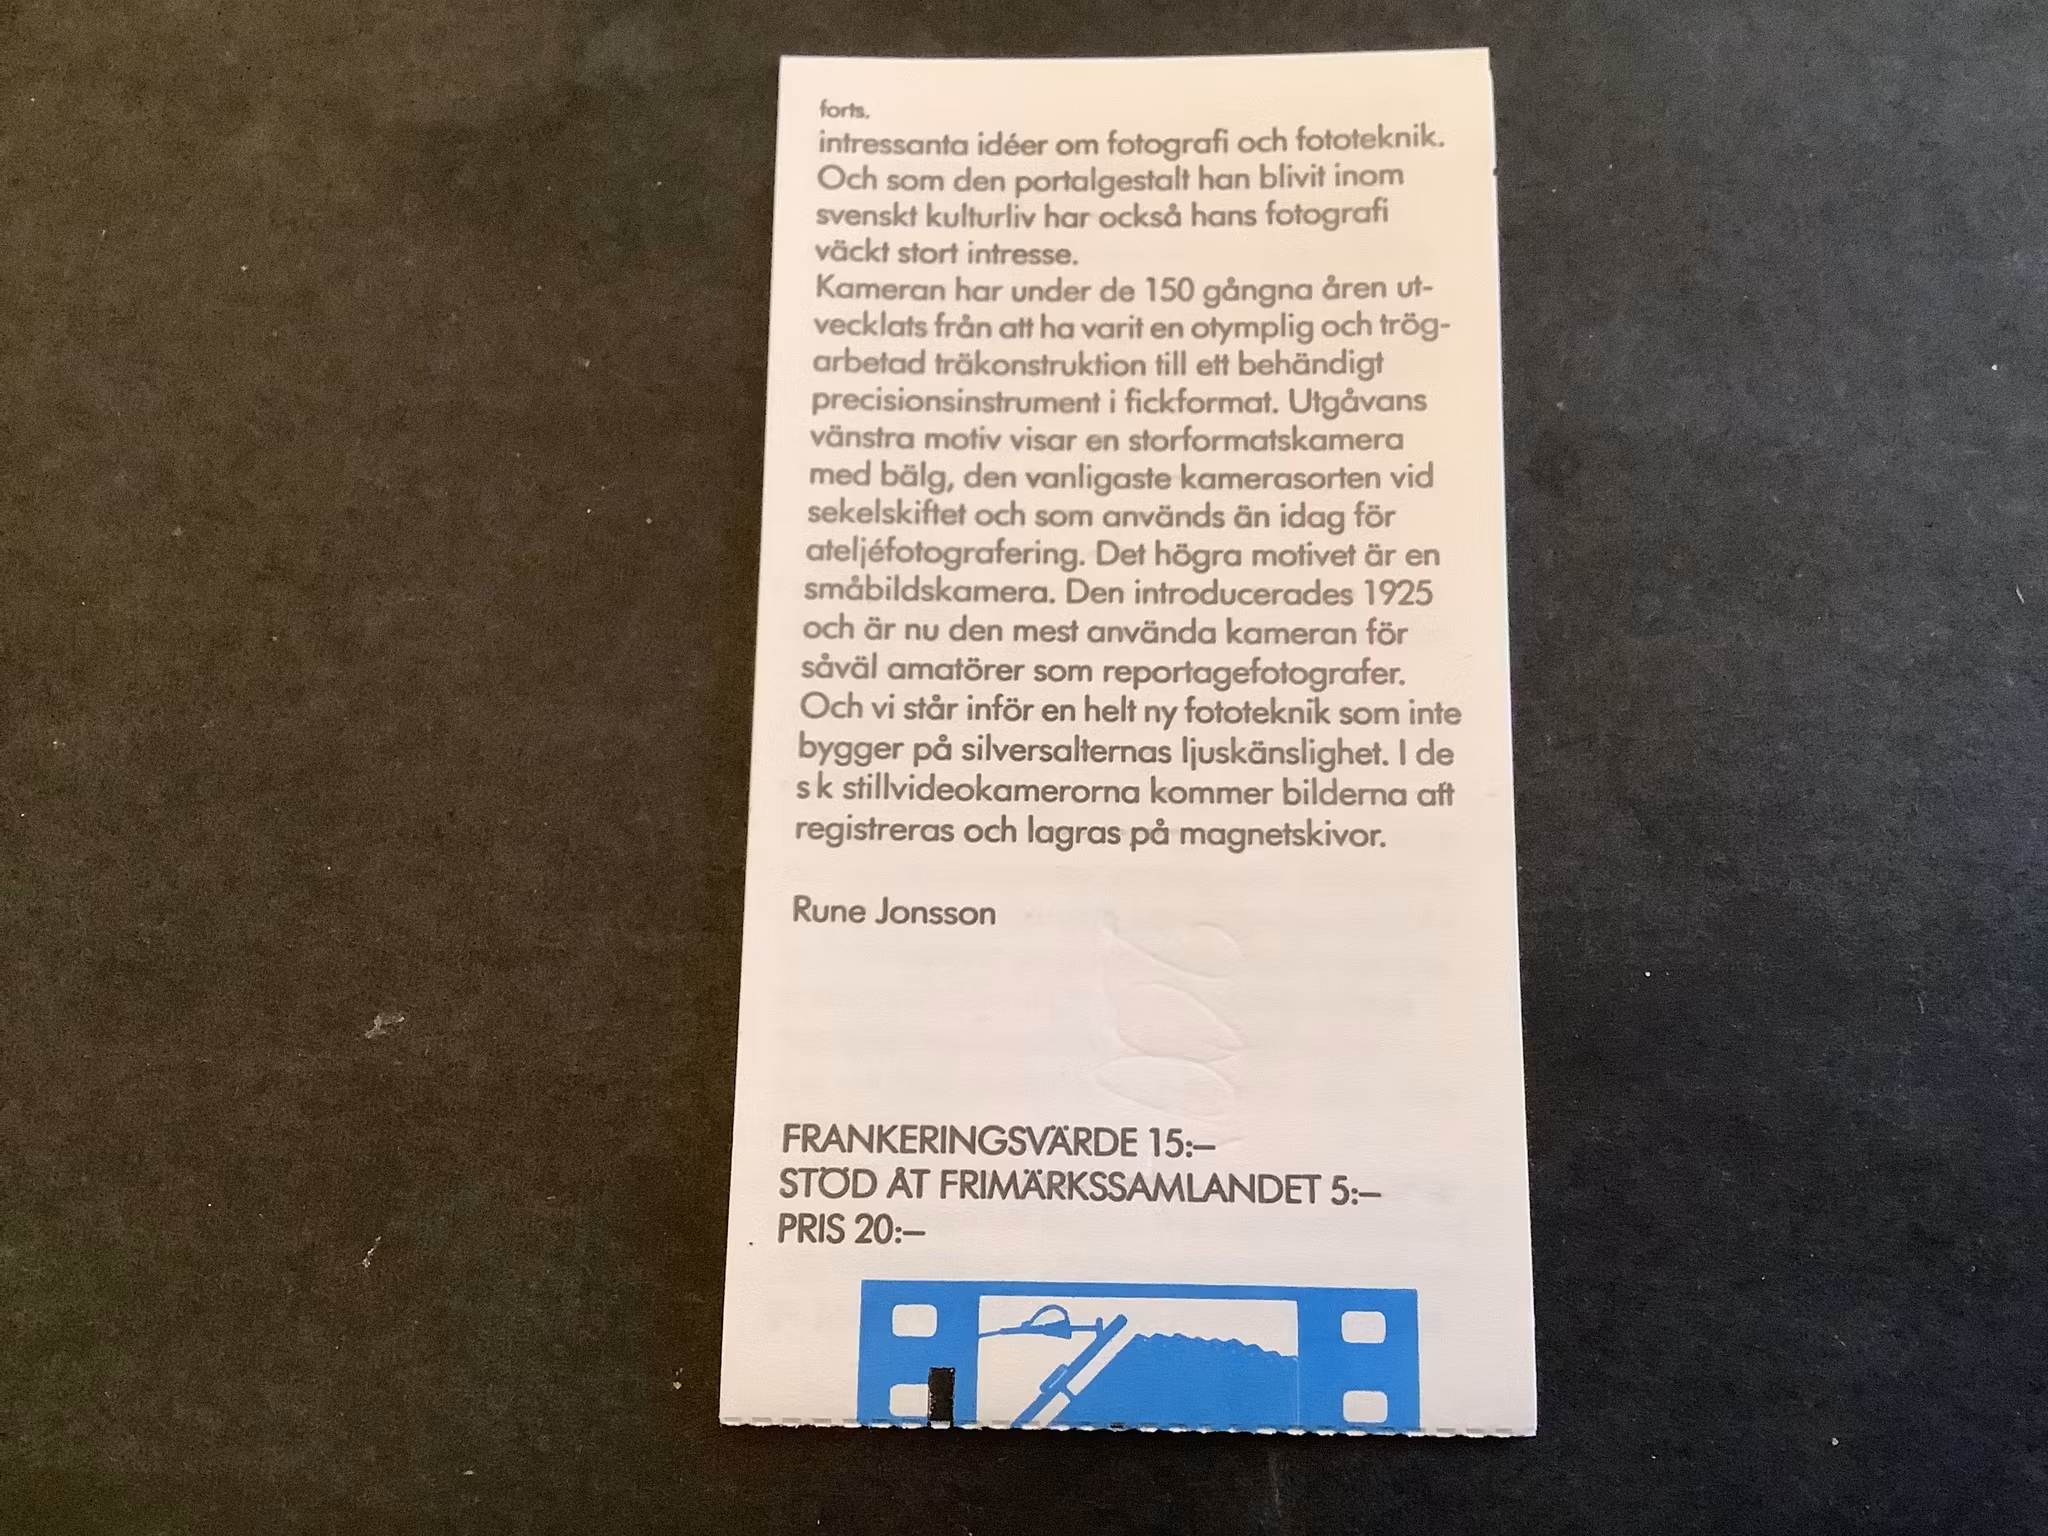 forts.
intressanta idéer om fotografi och fototeknik.
Och som den portalgestalt han blivit inom
svenskt kulturliv har också hans fotografi
väckt stort intresse.
Kameran har under de 150 gångna åren ut-
vecklats från att ha varit en otymplig och trög-
arbetad träkonstruktion till ett behändigt
precisionsinstrument i fickformat. Utgåvans
vänstra motiv visar en storformatskamera
med bälg, den vanligaste kamerasorten vid
sekelskiftet och som används än idag för
ateljéfotografering. Det högra motivet är en
småbildskamera. Den introducerades 1925
och är nu den mest använda kameran för
såväl amatörer som reportagefotografer.
Och vi står inför en helt ny fototeknik som inte
bygger på silversalternas ljuskänslighet. I de
s k stillvideokamerorna kommer bilderna att
registreras och lagras på magnetskivor.
Rune Jonsson
FRANKERINGSVÄRDE 15:–
STÖD ÅT FRIMÄRKSSAMLANDET 5:–
PRIS 20:–